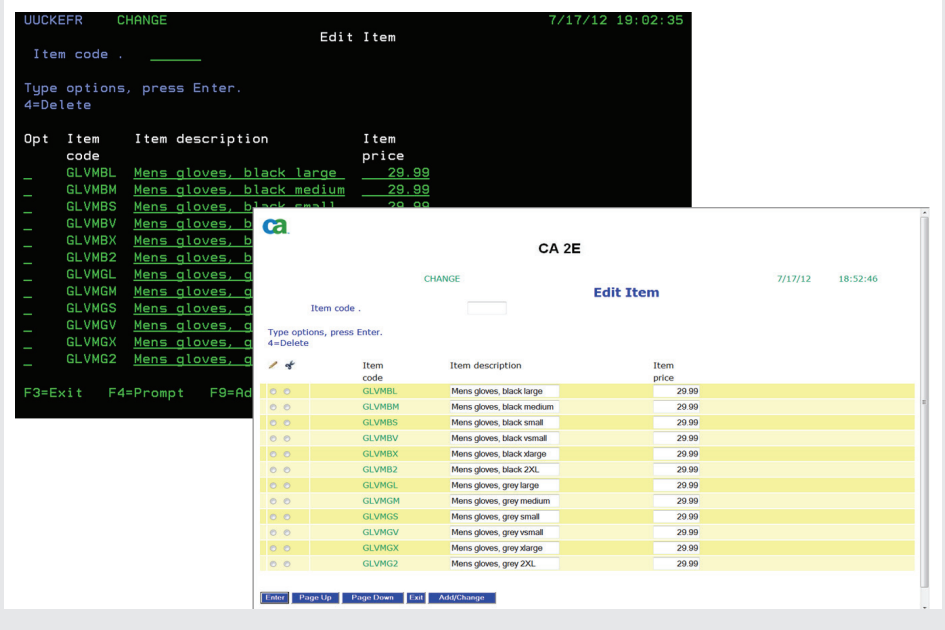 UUCKEFR CHANGE 7/17/12 19:02:35
Edit Item
Item code .
Type options, press Enter.
4=Delete
Opt Item Item description Item
code price
GLVMBL Mens gloves, black large 29.99
GLVMBM Mens gloves, black medium 29.99
GLVMBS Mens gloves, black small 29.99
GLVMBV Mens gloves, b
GLVMBX Mens gloves, b
GLVMB2 Mens gloves, b
GLVMGL Mens gloves, g
GLVMGM Mens gloves, g
GLVMGS Mens gloves, g
GLVMGV Mens gloves, g
GLVMGX Mens gloves, g
GLVMG2 Mens gloves, g
F3=Exit F4=Prompt F9=Ad
ca
CA 2E
CHANGE 7/17/12 18:52:46
Edit Item
Item code .
Type options, press Enter.
4=Delete
Item Item description Item
code price
GLVMBL Mens gloves, black large 29.99
GLVMBM Mens gloves, black medium 29.99
GLVMBS Mens gloves, black small 29.99
GLVMBV Mens gloves, black vsmall 29.99
GLVMBX Mens gloves, black xlarge 29.99
GLVMB2 Mens gloves, black 2XL 29.99
GLVMGL Mens gloves, grey large 29.99
GLVMGM Mens gloves, grey medium 29.99
GLVMGS Mens gloves, grey small 29.99
GLVMGV Mens gloves, grey vsmall 29.99
GLVMGX Mens gloves, grey xlarge 29.99
GLVMG2 Mens gloves, grey 2XL 29.99
Enter Page Up Page Down Exit Add/Change